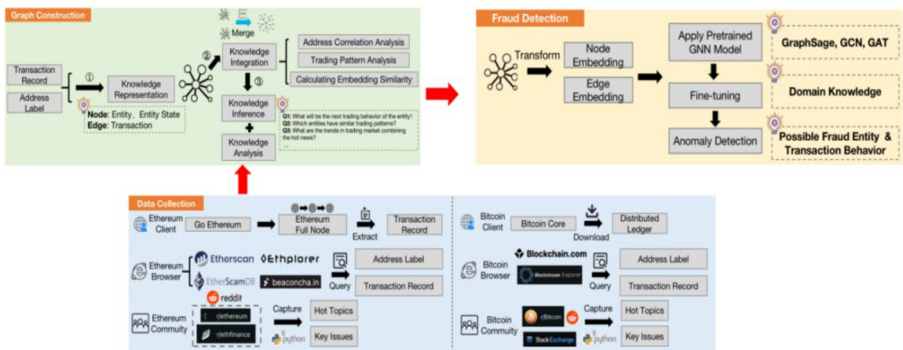 Graph Construction
Merge
Transaction
Record
Address
Label
①
Knowledge
Representation
Node: Entity、Entity State
Edge: Transaction
②
Knowledge
Integration
③
Address Correlation Analysis
Trading Pattern Analysis
Calculating Embedding Similarity
Knowledge
Inference
+
Knowledge
Analysis
Q1: What will be the next trading behavior of the entity?
Q2: Which entities have similar trading patterns?
Q3: What are the trends in trading market combining
the hot news?
...
Fraud Detection
Transform
Node
Embedding
Edge
Embedding
Apply Pretrained
GNN Model
Fine-tuning
Anomaly Detection
GraphSage, GCN, GAT
Domain Knowledge
Possible Fraud Entity &
Transaction Behavior
Data Collection
Ethereum
Client
Go Ethereum
Ethereum
Full Node
Extract
Transaction
Record
Ethereum
Browser
Etherscan
Ethplorer
EtherScamDB
beaconcha.in
Query
Address Label
Transaction Record
Ethereum
Commuity
reddit
r/ethereum
r/ethfinance
Capture
python
Hot Topics
Key Issues
Bitcoin
Client
Bitcoin Core
Download
Distributed
Ledger
Bitcoin
Browser
Blockchain.com
Blockstream Explorer
Query
Address Label
Transaction Record
Bitcoin
Commuity
r/Bitcoin
StackExchange
Capture
python
Hot Topics
Key Issues